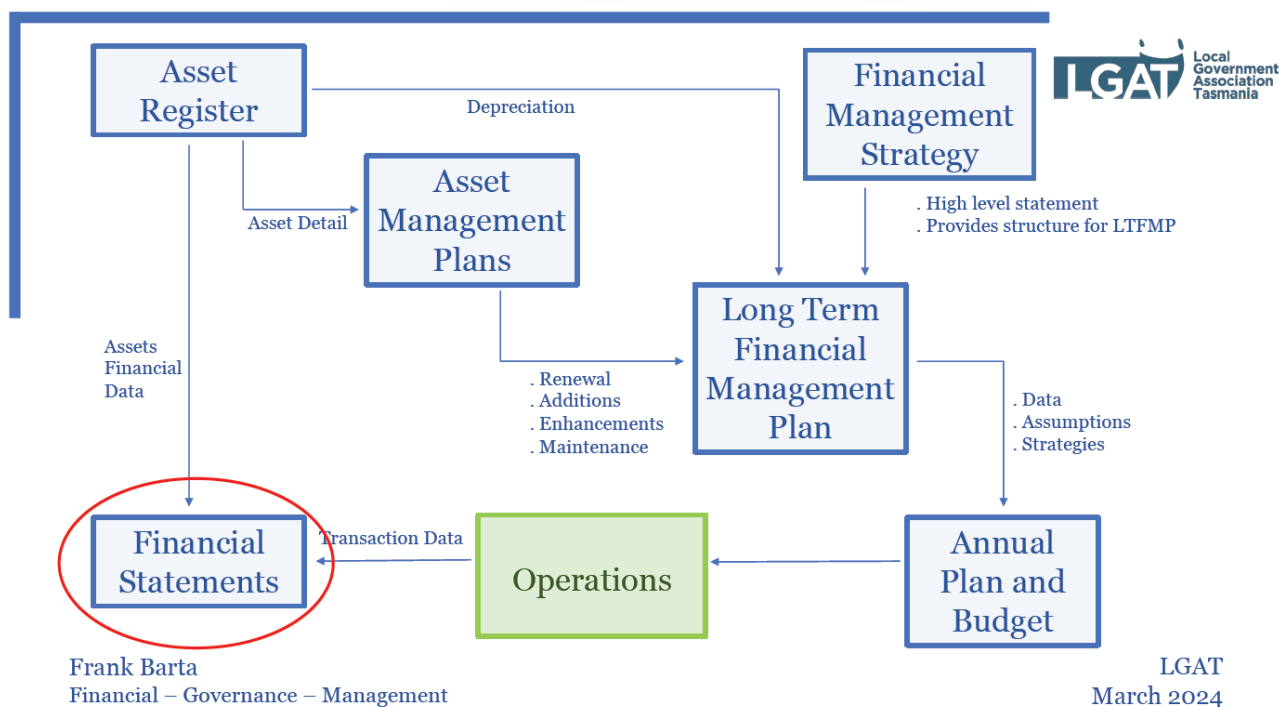 Asset
Register
Depreciation
Financial
Management
Strategy
LGAT
Local
Government
Association
Tasmania
Asset Detail
Asset
Management
Plans
. High level statement
. Provides structure for LTFMP
Assets
Financial
Data
. Renewal
. Additions
. Enhancements
. Maintenance
Long Term
Financial
Management
Plan
. Data
. Assumptions
. Strategies
Financial
Statements
Transaction Data
Operations
Annual
Plan and
Budget
Frank Barta
Financial – Governance – Management
LGAT
March 2024